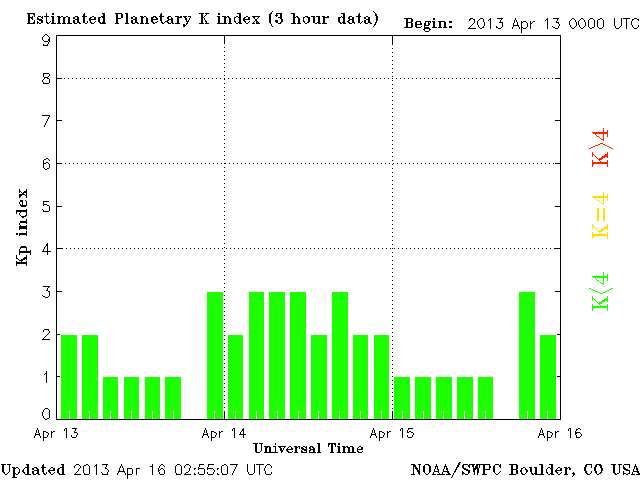 Estimated Planetary K index (3 hour data) Begin: 2013 Apr 13 0000 UTC
9
8
7
6
5
4
3
2
1
0
Kp index
K>4
K=4
K<4
Apr 13 Apr 14 Apr 15 Apr 16
Universal Time
Updated 2013 Apr 16 02:55:07 UTC NOAA/SWPC Boulder, CO USA